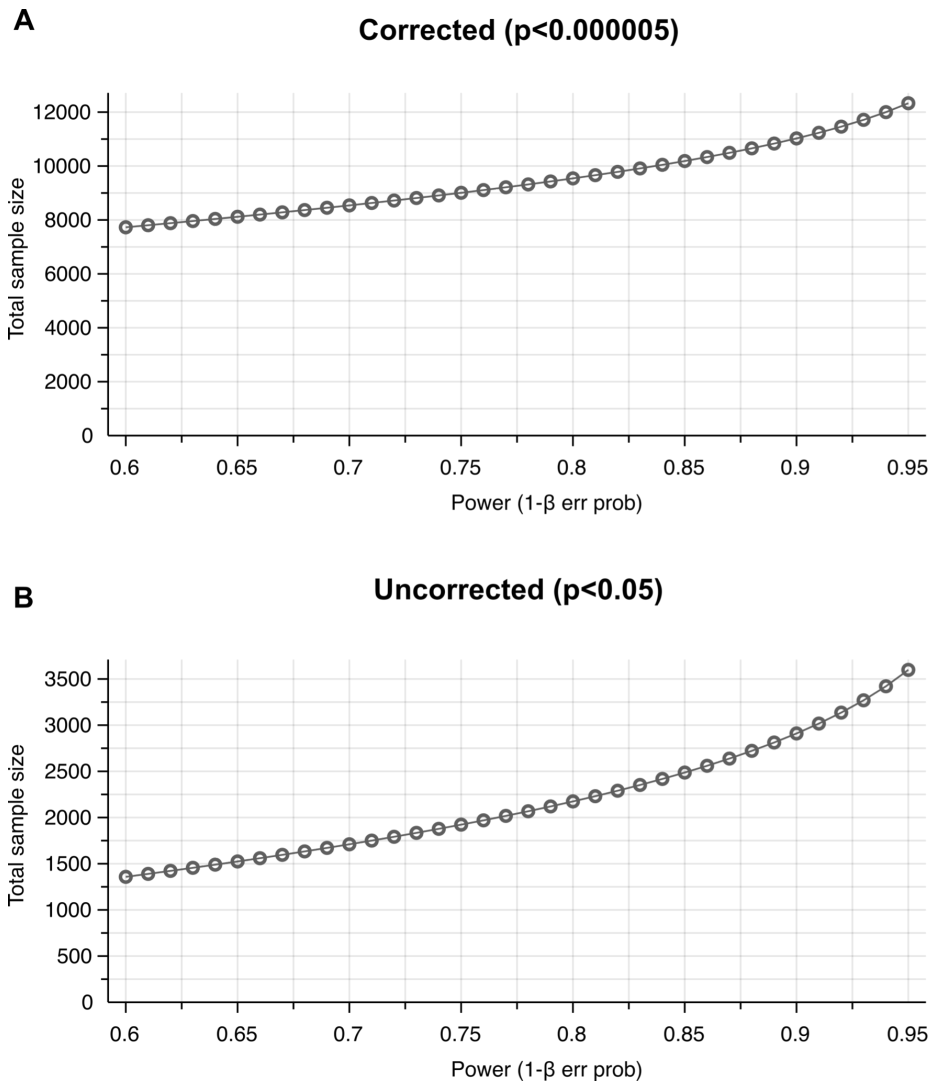 A
Corrected (p<0.000005)
Total sample size
12000
10000
8000
6000
4000
2000
0
0.6 0.65 0.7 0.75 0.8 0.85 0.9 0.95
Power (1-β err prob)
B
Uncorrected (p<0.05)
Total sample size
3500
3000
2500
2000
1500
1000
500
0
0.6 0.65 0.7 0.75 0.8 0.85 0.9 0.95
Power (1-β err prob)